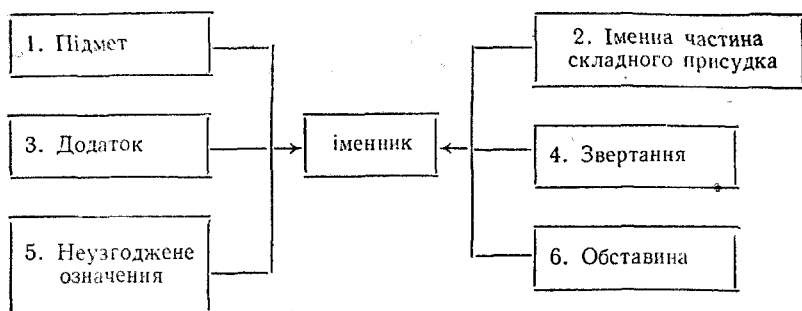 1. Підмет
2. Іменна частина
складного присудка
3. Додаток
іменник
4. Звертання
5. Неузгоджене
означення
6. Обставина